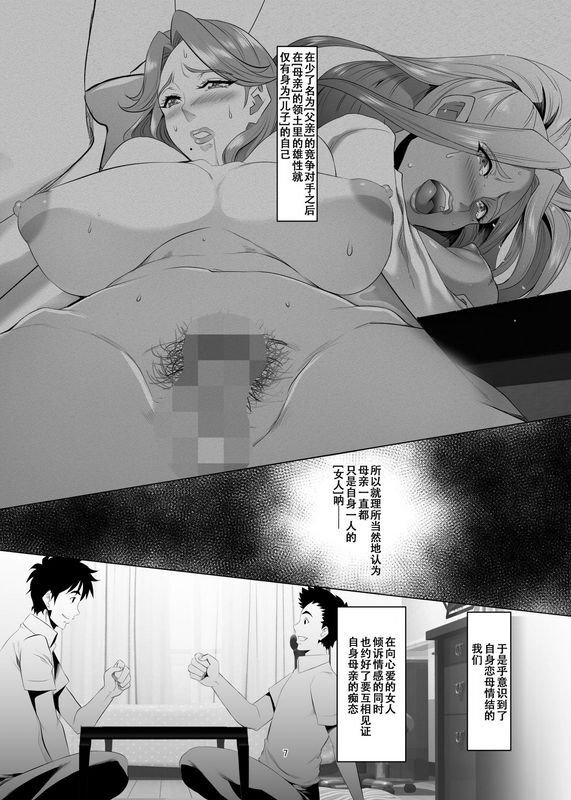 在少了名为[父亲]的竞争对手之后
在[母亲]的领土里的雄性就
仅有身为[儿子]的自己
所以就理所当然地认为
母亲一直都
只是自身一人的
[女人]呐——
于是乎意识到了
自身恋母情结的
我们
在向心爱的女人
倾诉情感的同时
也约好了要互相见证
自身母亲的痴态
7